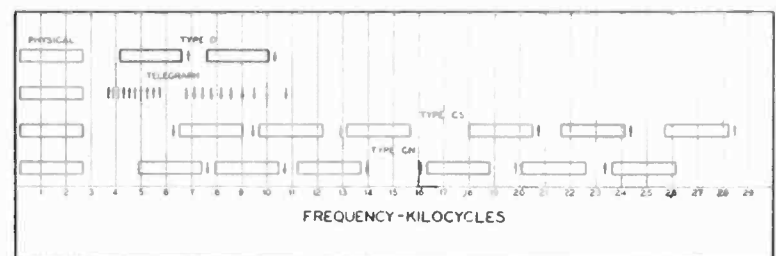 PHYSICAL TYPE D
TELEGRAPH
TYPE CS
TYPE CN
1 2 3 4 5 6 7 8 9 10 11 12 13 14 15 16 17 18 19 20 21 22 23 24 25 26 27 28 29
FREQUENCY-KILOCYCLES